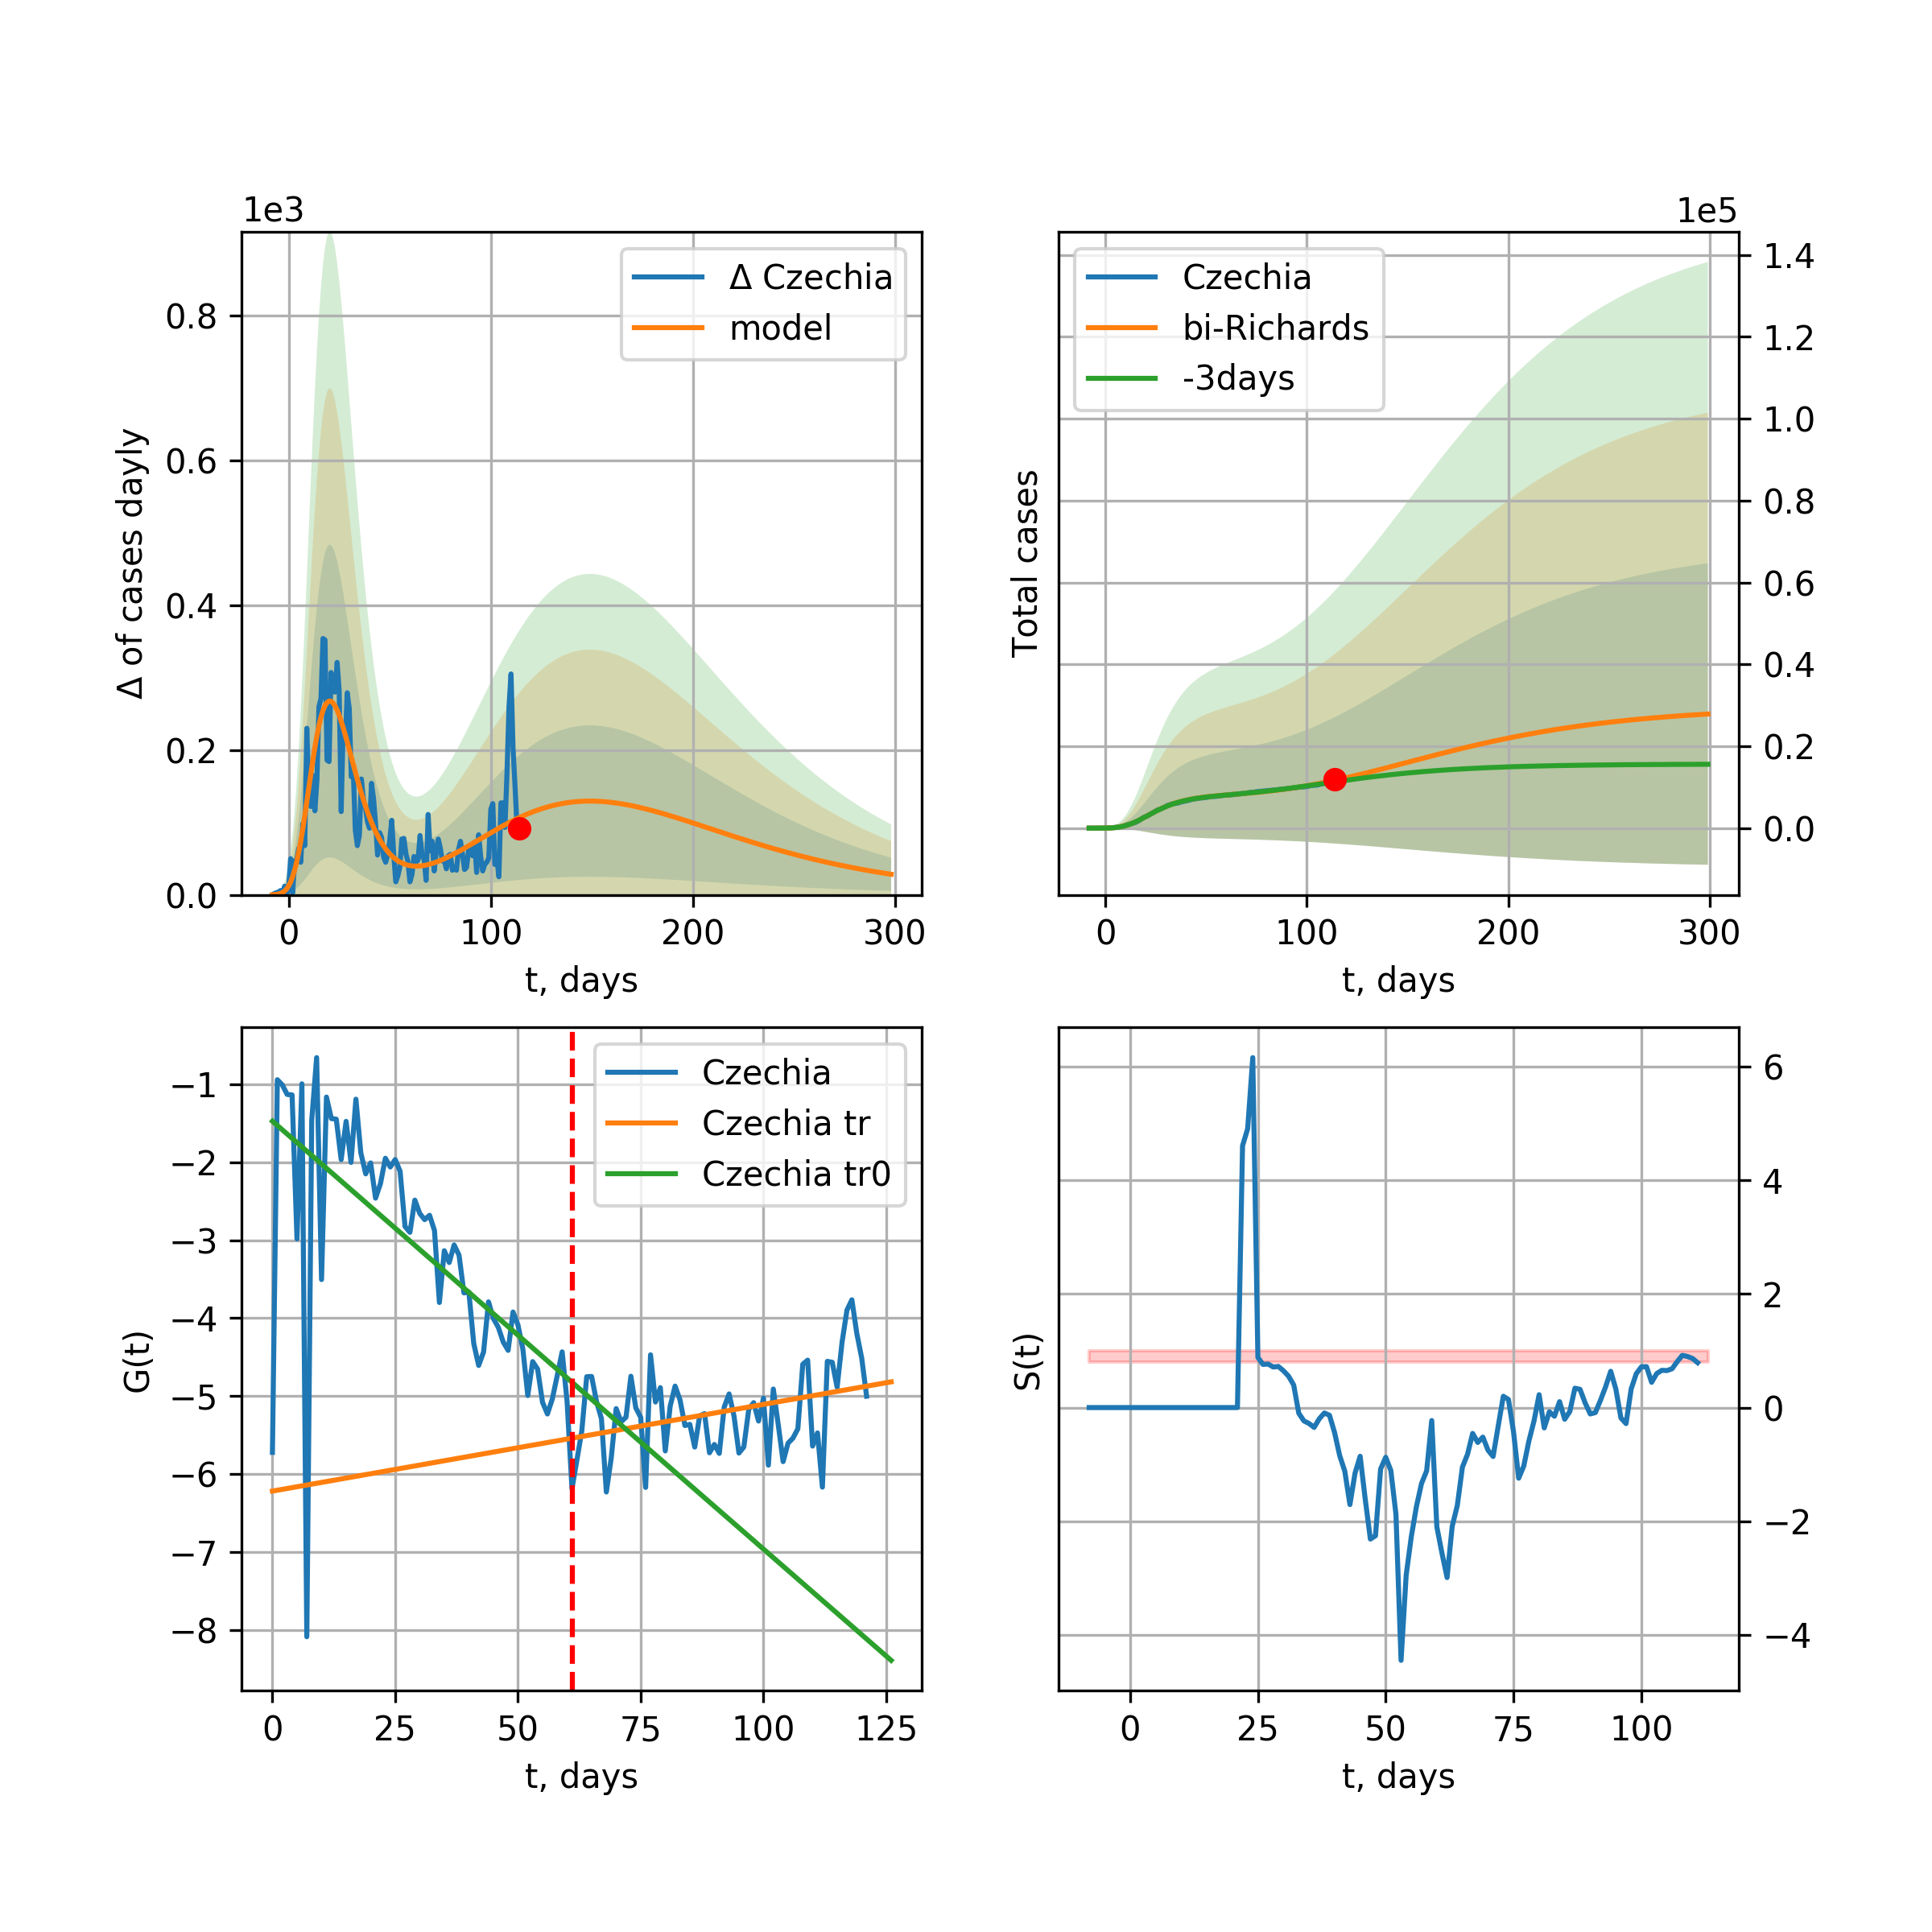 1e3
Δ of cases dayly
0.8
0.6
0.4
0.2
0.0
Δ Czechia
model
0 100 200 300
t, days
1e5
Total cases
Czechia
bi-Richards
-3days
1.4
1.2
1.0
0.8
0.6
0.4
0.2
0.0
0 100 200 300
t, days
G(t)
−1
−2
−3
−4
−5
−6
−7
−8
Czechia
Czechia tr
Czechia tr0
0 25 50 75 100 125
t, days
S(t)
6
4
2
0
−2
−4
0 25 50 75 100
t, days